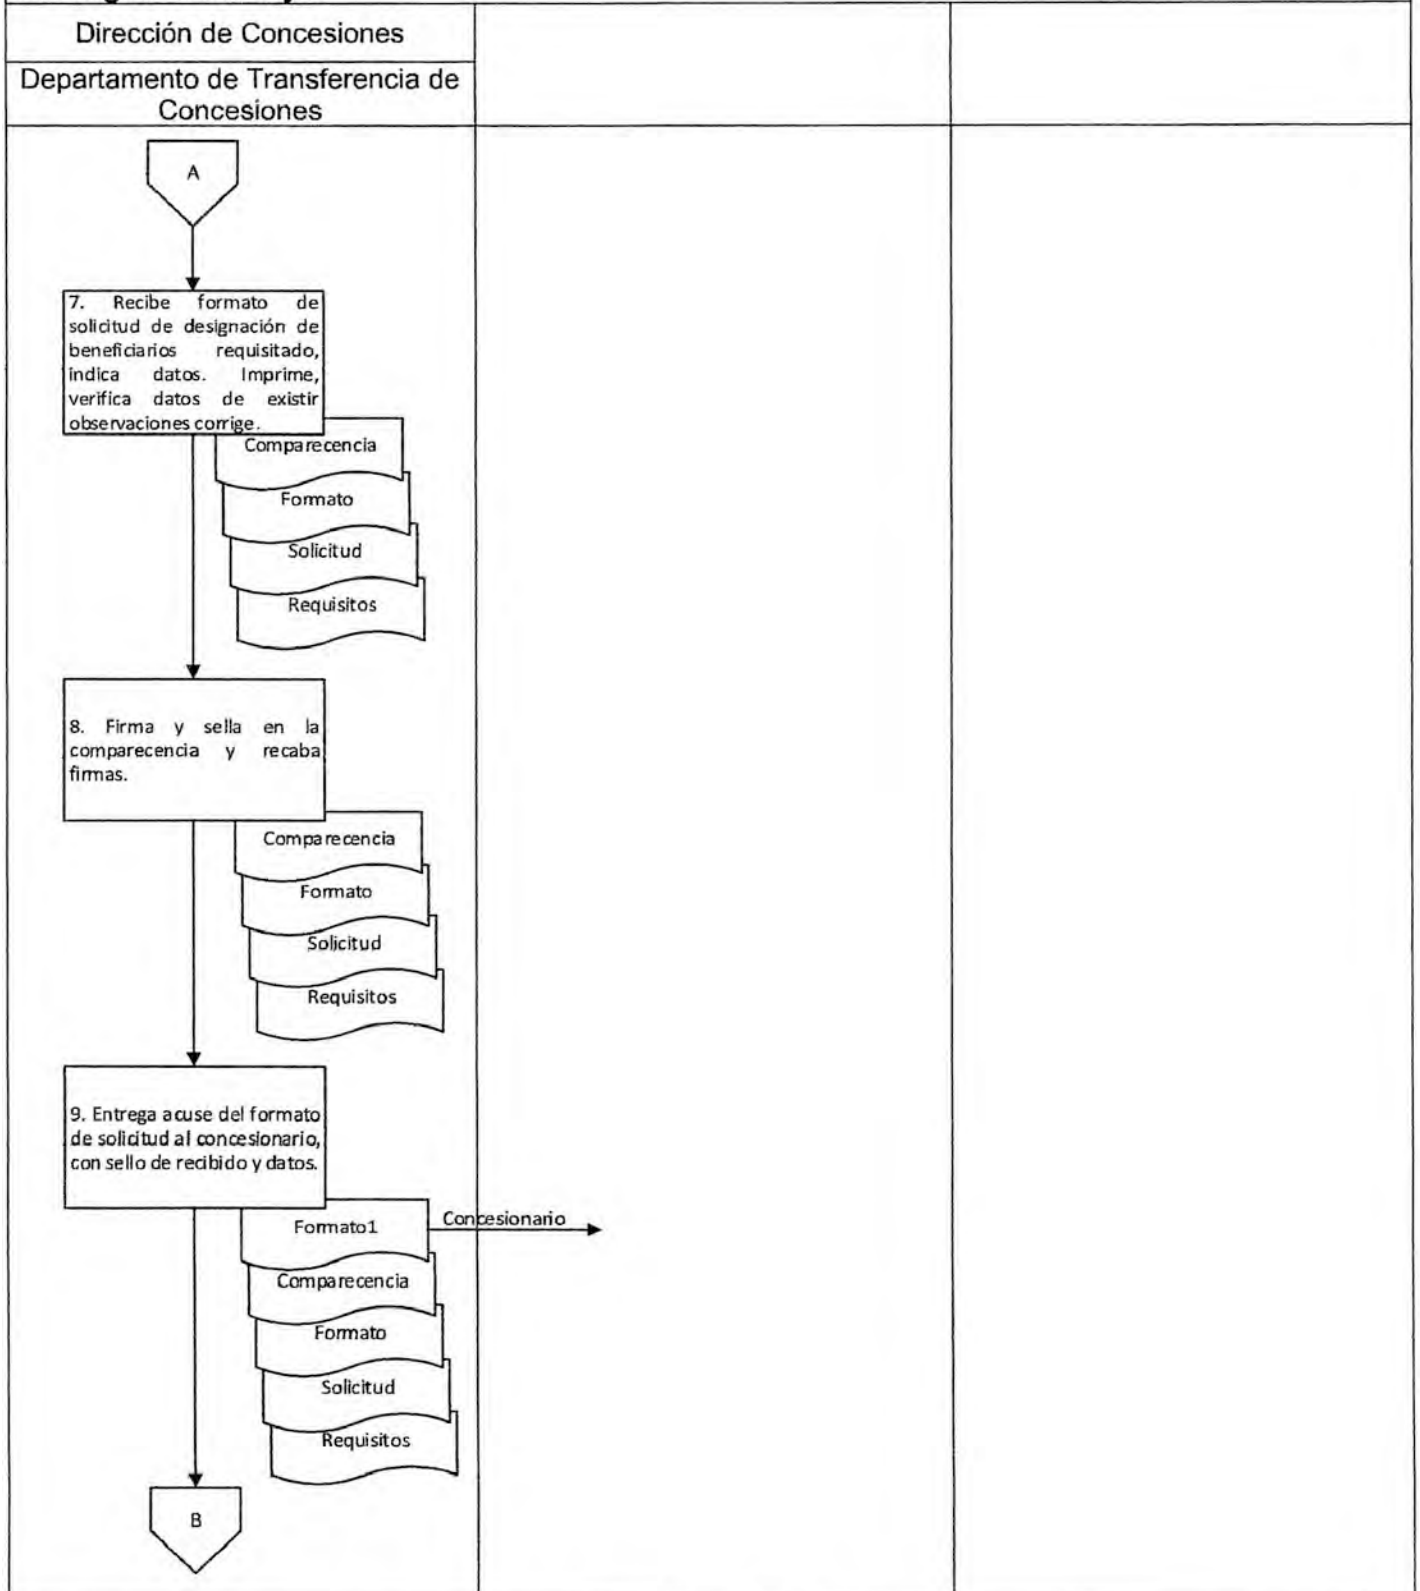 Dirección de Concesiones
Departamento de Transferencia de
Concesiones
A
7. Recibe formato de
solicitud de designación de
beneficiarios requisitado,
indica datos. Imprime,
verifica datos de existir
observaciones corrige.
Comparecencia
Formato
Solicitud
Requisitos
8. Firma y sella en la
comparecencia y recaba
firmas.
Comparecencia
Formato
Solicitud
Requisitos
9. Entrega acuse del formato
de solicitud al concesionario,
con sello de recibido y datos.
Formato1
Concesionario
Comparecencia
Formato
Solicitud
Requisitos
B